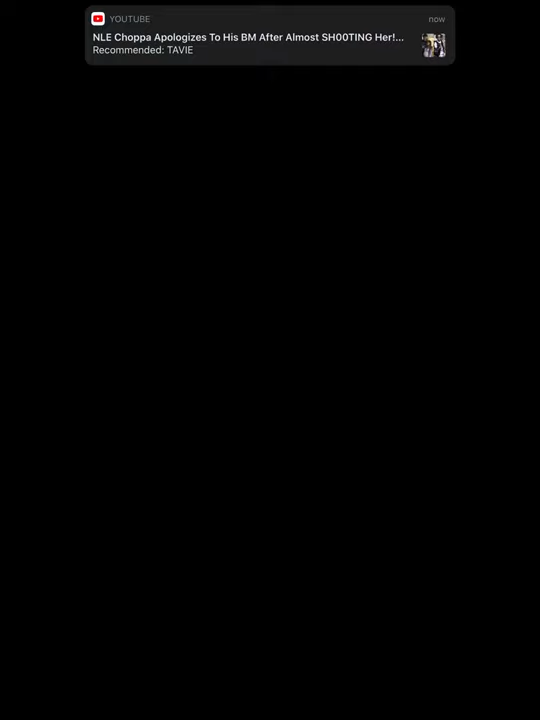 YOUTUBE
now
NLE Choppa Apologizes To His BM After Almost SH00TING Her!...
Recommended: TAVIE